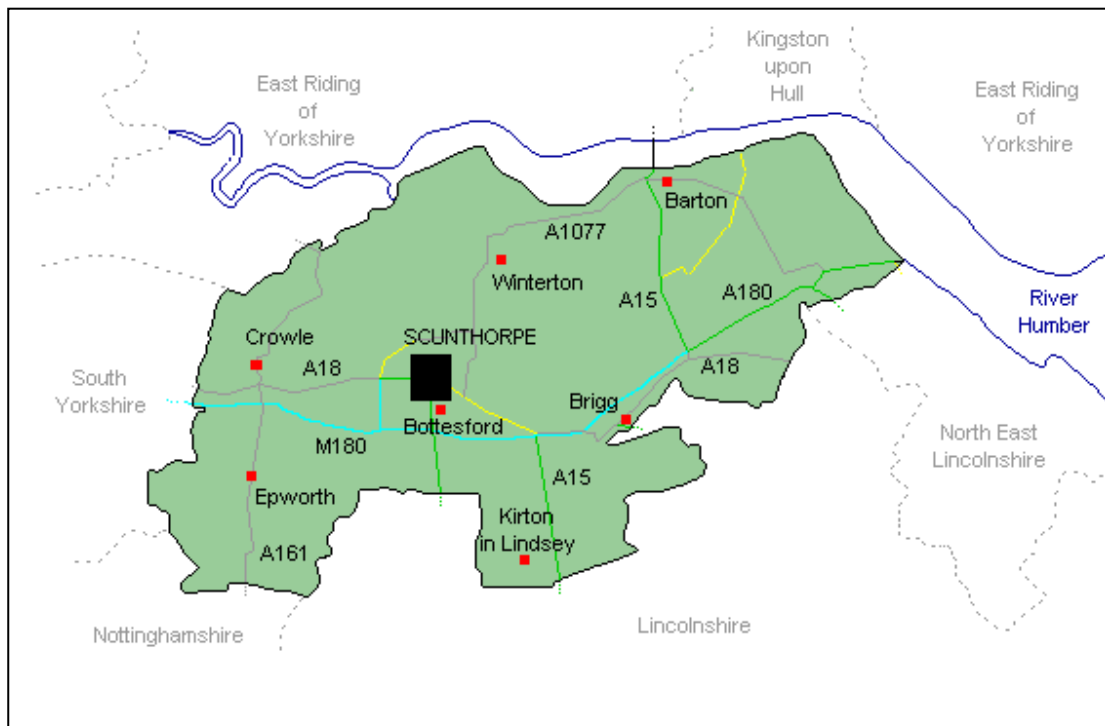 Kingston
upon
Hull
East Riding
of
Yorkshire
East Riding
of
Yorkshire
Barton
A1077
Winterton
A15
A180
River
Humber
SCUNTHORPE
Crowle
A18
A18
South
Yorkshire
Brigg
Bottesford
M180
North East
Lincolnshire
A15
Epworth
Kirton
in Lindsey
A161
Nottinghamshire
Lincolnshire